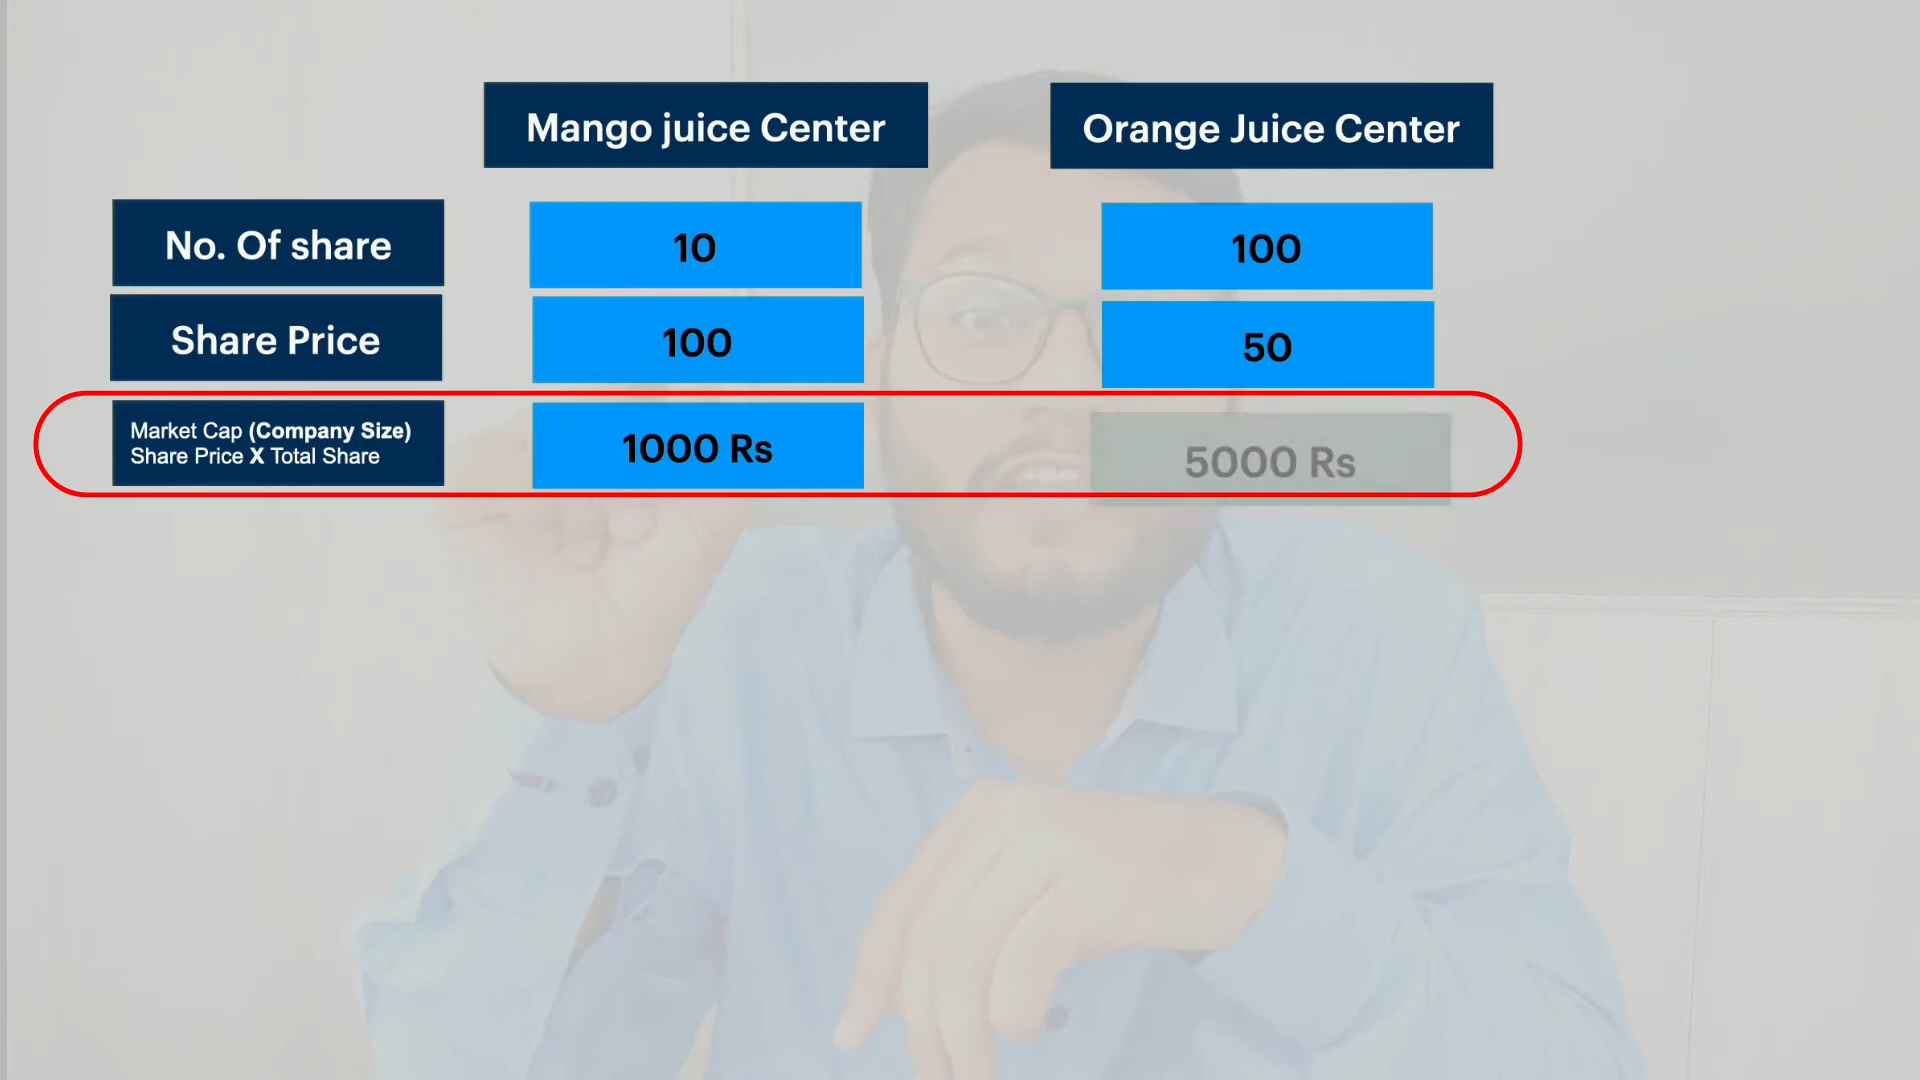 Mango juice Center
Orange Juice Center
No. Of share
10
100
Share Price
100
50
Market Cap (Company Size)
Share Price X Total Share
1000 Rs
5000 Rs